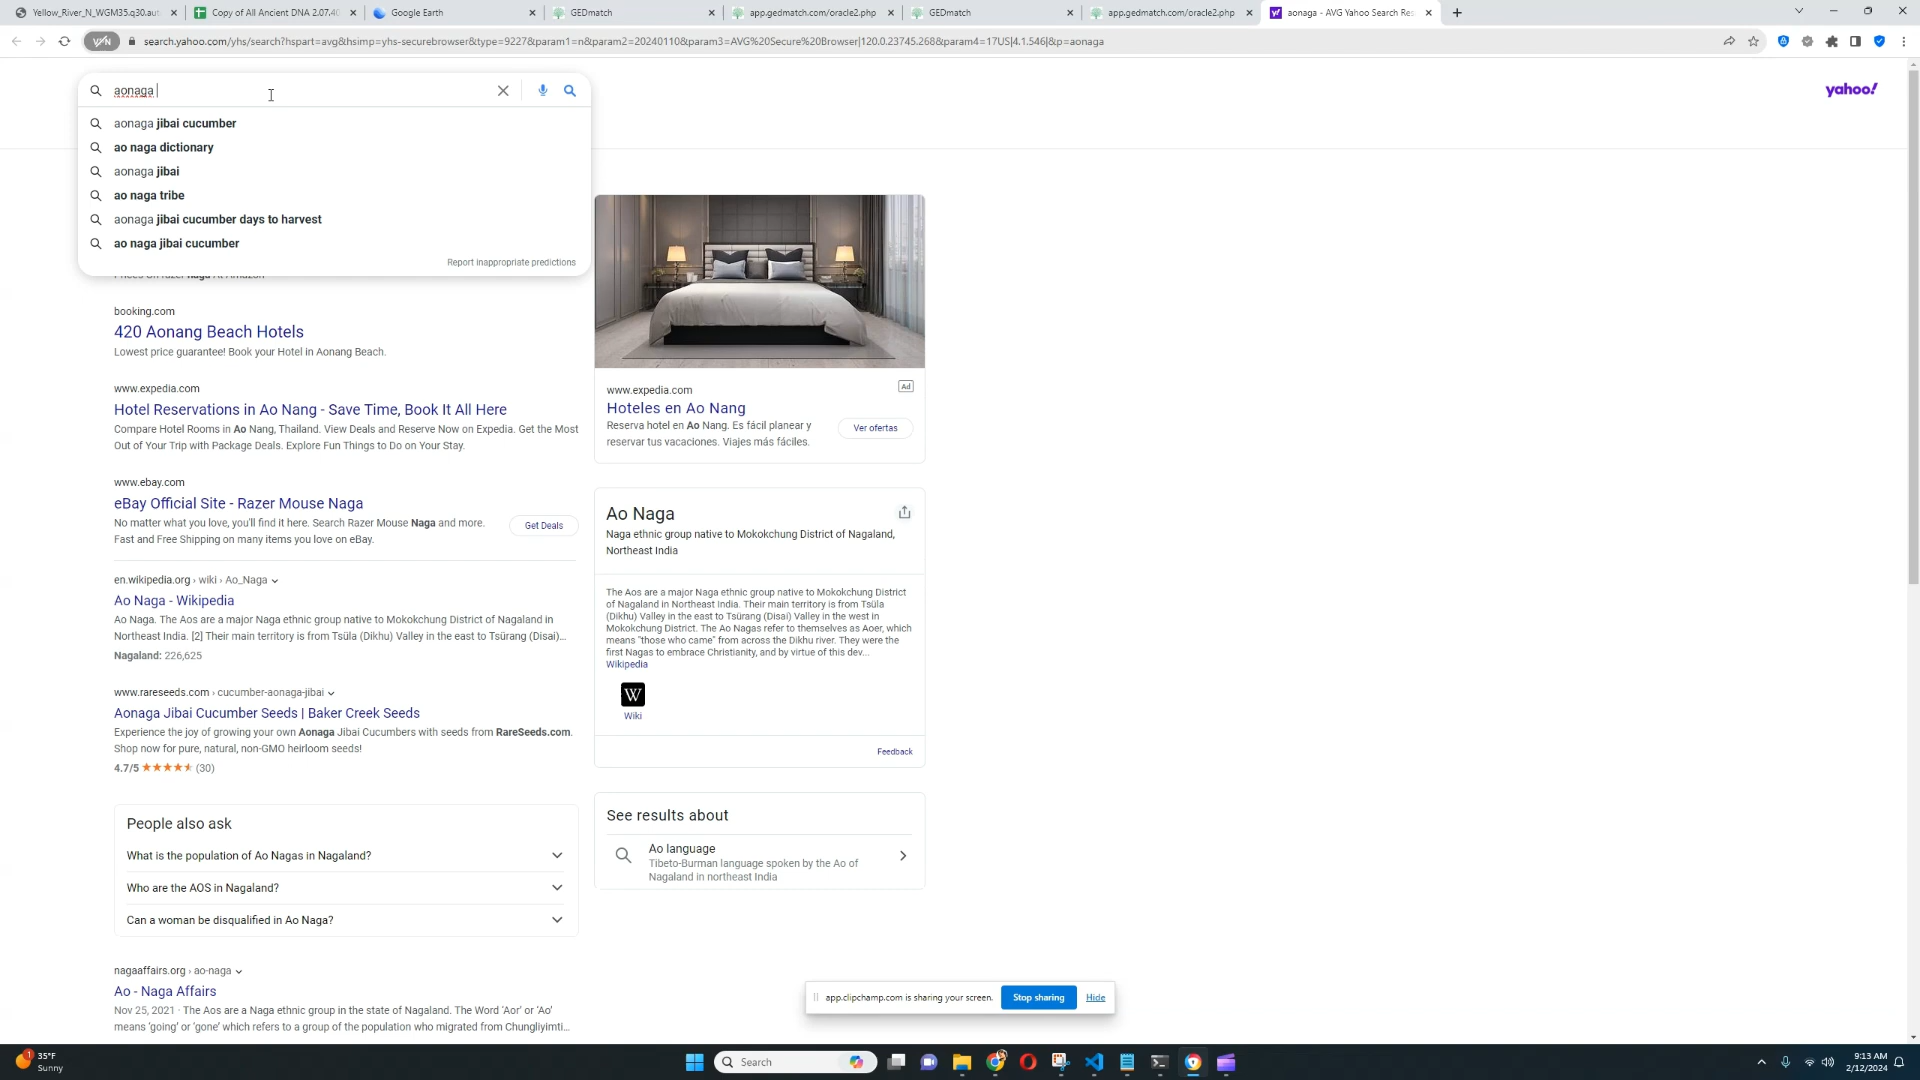 Yellow_River_N_WGM35.q30.aut
Copy of All Ancient DNA 2.07.40
Google Earth
GEDmatch
app.gedmatch.com/oracle2.php
GEDmatch
app.gedmatch.com/oracle2.php
aonaga - AVG Yahoo Search Res
VPN
search.yahoo.com/yhs/search?hspart=avg&hsimp=yhs-securebrowser&type=9227&param1=n&param2=20240110&param3=AVG%20Secure%20Browser|120.0.23745.268&param4=17US|4.1.546|&p=aonaga
aonaga
yahoo!
aonaga jibai cucumber
ao naga dictionary
aonaga jibai
ao naga tribe
aonaga jibai cucumber days to harvest
ao naga jibai cucumber
Report inappropriate predictions
booking.com
420 Aonang Beach Hotels
Lowest price guarantee! Book your Hotel in Aonang Beach.
www.expedia.com
Hotel Reservations in Ao Nang - Save Time, Book It All Here
Compare Hotel Rooms in Ao Nang, Thailand. View Deals and Reserve Now on Expedia. Get the Most
Out of Your Trip with Package Deals. Explore Fun Things to Do on Your Stay.
www.ebay.com
eBay Official Site - Razer Mouse Naga
No matter what you love, you'll find it here. Search Razer Mouse Naga and more.
Fast and Free Shipping on many items you love on eBay.
Get Deals
en.wikipedia.org › wiki › Ao_Naga
Ao Naga - Wikipedia
Ao Naga. The Aos are a major Naga ethnic group native to Mokokchung District of Nagaland in
Northeast India. [2] Their main territory is from Tsüla (Dikhu) Valley in the east to Tsürang (Disai)...
Nagaland: 226,625
www.rareseeds.com › cucumber-aonaga-jibai
Aonaga Jibai Cucumber Seeds | Baker Creek Seeds
Experience the joy of growing your own Aonaga Jibai Cucumbers with seeds from RareSeeds.com.
Shop now for pure, natural, non-GMO heirloom seeds!
4.7/5 (30)
People also ask
What is the population of Ao Nagas in Nagaland?
Who are the AOS in Nagaland?
Can a woman be disqualified in Ao Naga?
nagaaffairs.org › ao-naga
Ao - Naga Affairs
Nov 25, 2021 · The Aos are a Naga ethnic group in the state of Nagaland. The Word 'Aor' or 'Ao'
means 'going' or 'gone' which refers to a group of the population who migrated from Chungliyimti...
www.expedia.com
Ad
Hoteles en Ao Nang
Reserva hotel en Ao Nang. Es fácil planear y
reservar tus vacaciones. Viajes más fáciles.
Ver ofertas
Ao Naga
Naga ethnic group native to Mokokchung District of Nagaland,
Northeast India
The Aos are a major Naga ethnic group native to Mokokchung District
of Nagaland in Northeast India. Their main territory is from Tsüla
(Dikhu) Valley in the east to Tsürang (Disai) Valley in the west in
Mokokchung District. The Ao Nagas refer to themselves as Aoer, which
means "those who came" from across the Dikhu river. They were the
first Nagas to embrace Christianity, and by virtue of this dev...
Wikipedia
W
Wiki
Feedback
See results about
Ao language
Tibeto-Burman language spoken by the Ao of
Nagaland in northeast India
app.clipchamp.com is sharing your screen.
Stop sharing
Hide
1
35°F
Sunny
Search
9:13 AM
2/12/2024